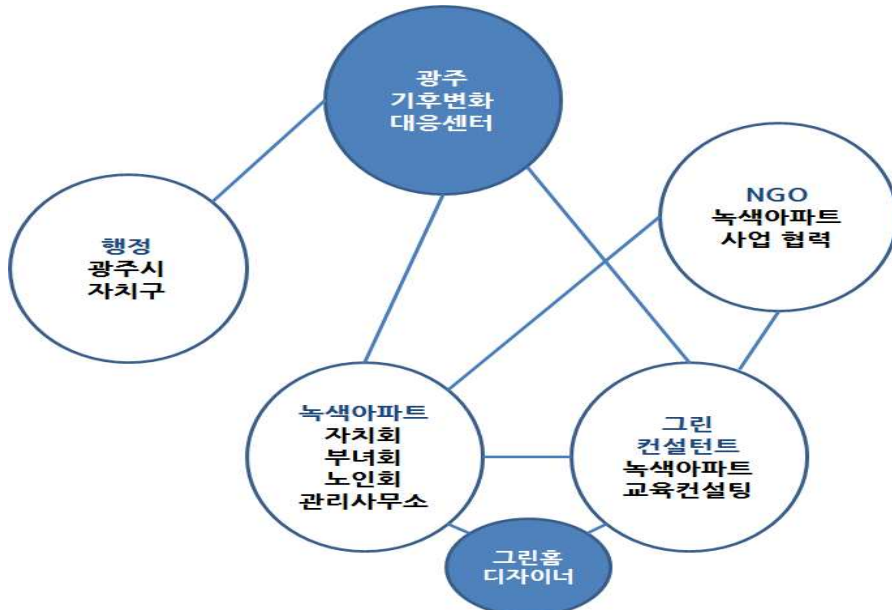 광주
기후변화
대응센터
NGO
녹색아파트
사업 협력
행정
광주시
자치구
녹색아파트
자치회
부녀회
노인회
관리사무소
그린
컨설턴트
녹색아파트
교육컨설팅
그린홈
디자이너